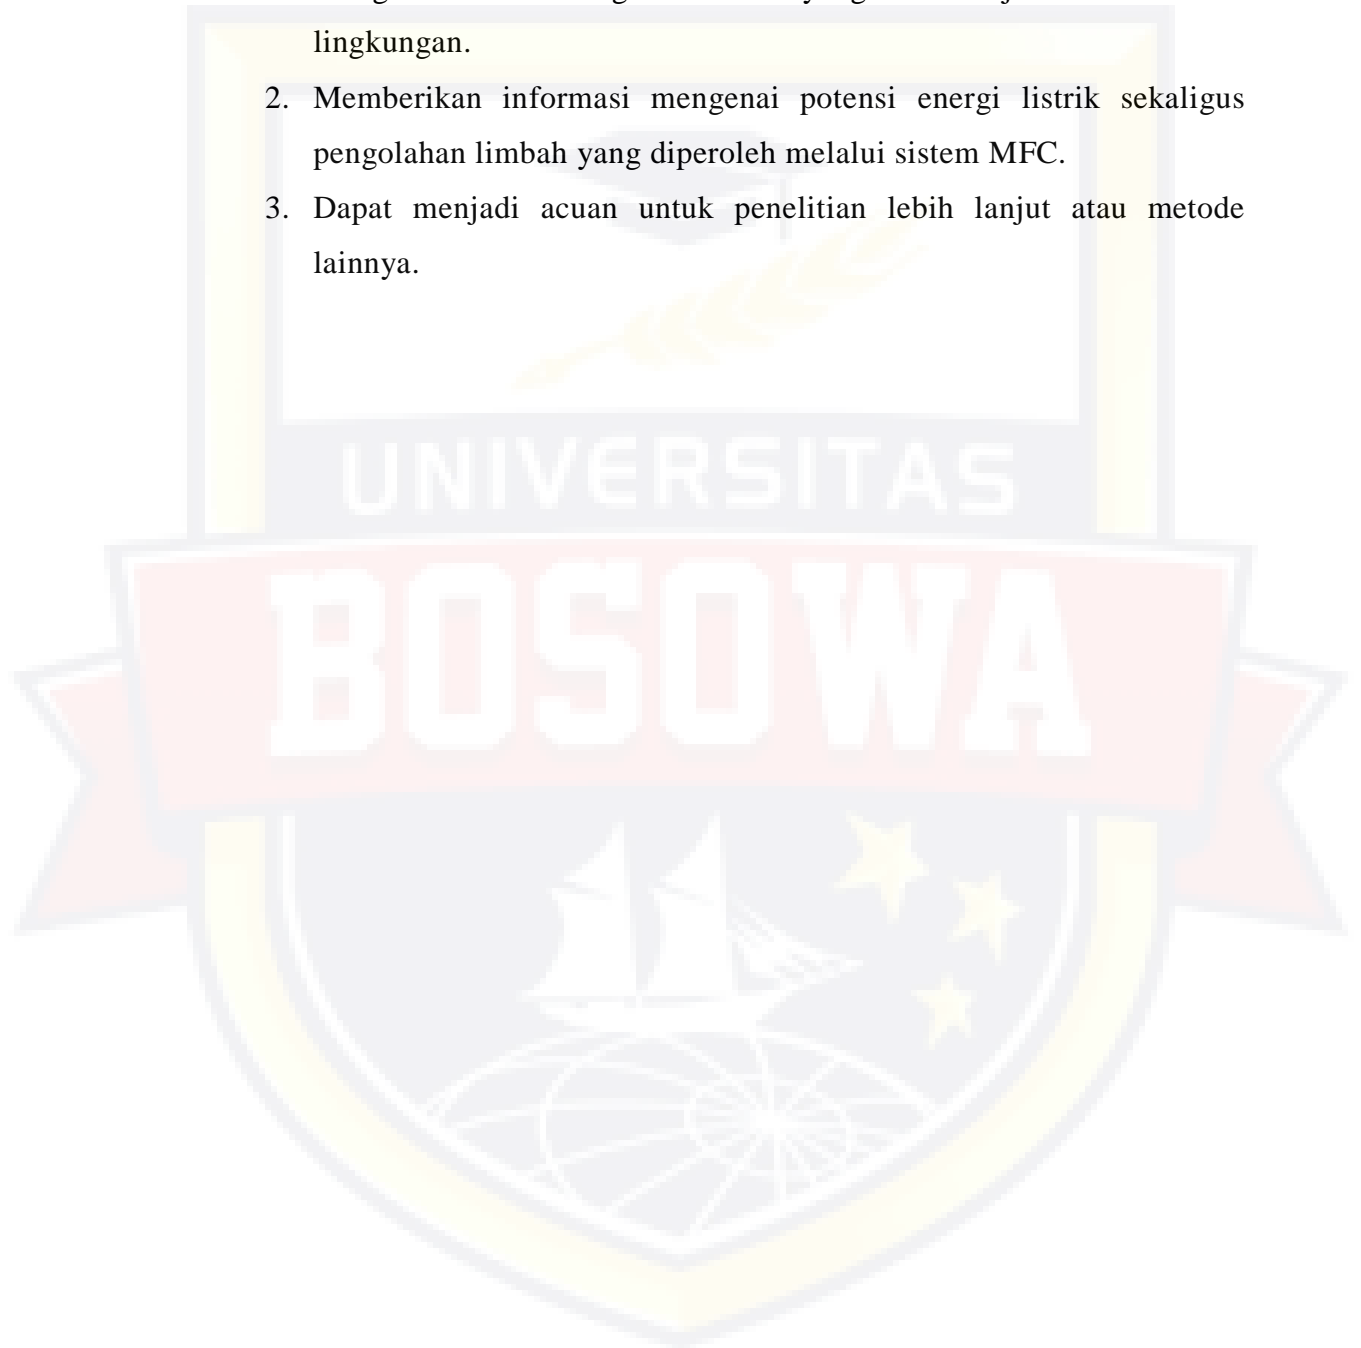 lingkungan.
2. Memberikan informasi mengenai potensi energi listrik sekaligus
pengolahan limbah yang diperoleh melalui sistem MFC.
3. Dapat menjadi acuan untuk penelitian lebih lanjut atau metode
lainnya.
UNIVERSITAS
BOSOWA